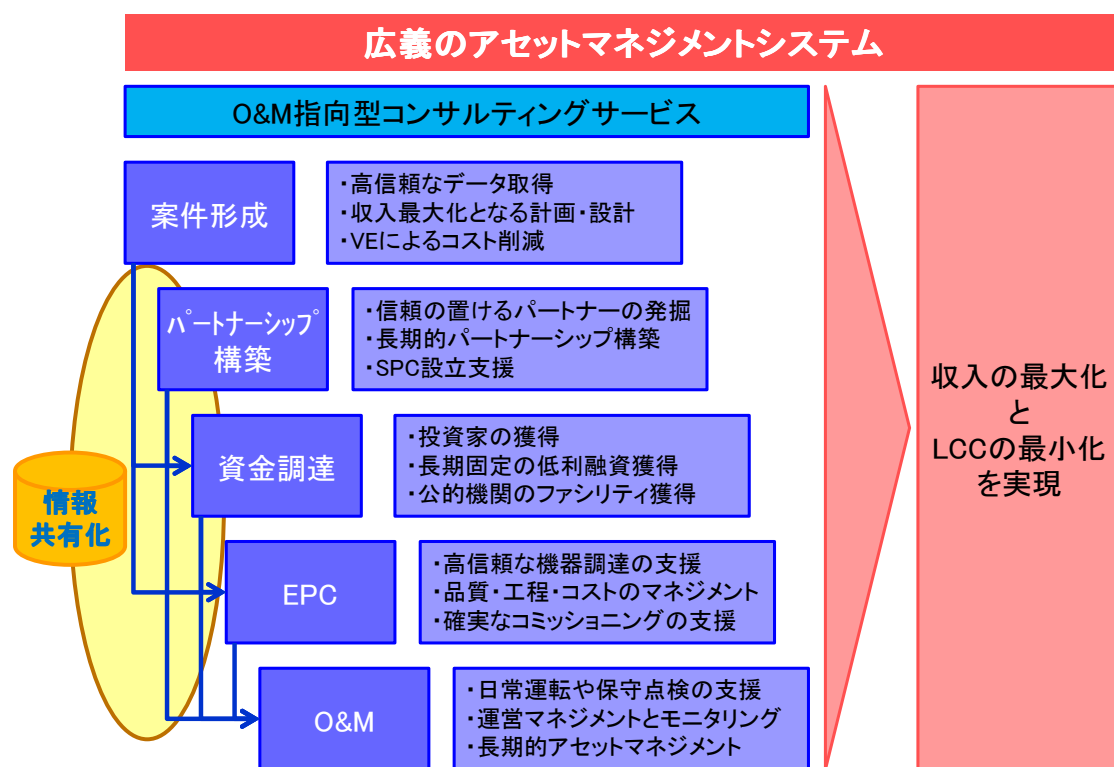 広義のアセットマネジメントシステム
O&M指向型コンサルティングサービス
案件形成
・高信頼なデータ取得
・収入最大化となる計画・設計
・VEによるコスト削減
パートナーシップ
構築
・信頼の置けるパートナーの発掘
・長期的パートナーシップ構築
・SPC設立支援
資金調達
・投資家の獲得
・長期固定の低利融資獲得
・公的機関のファシリティ獲得
情報
共有化
EPC
・高信頼な機器調達の支援
・品質・工程・コストのマネジメント
・確実なコミッショニングの支援
O&M
・日常運転や保守点検の支援
・運営マネジメントとモニタリング
・長期的アセットマネジメント
収入の最大化
と
LCCの最小化
を実現